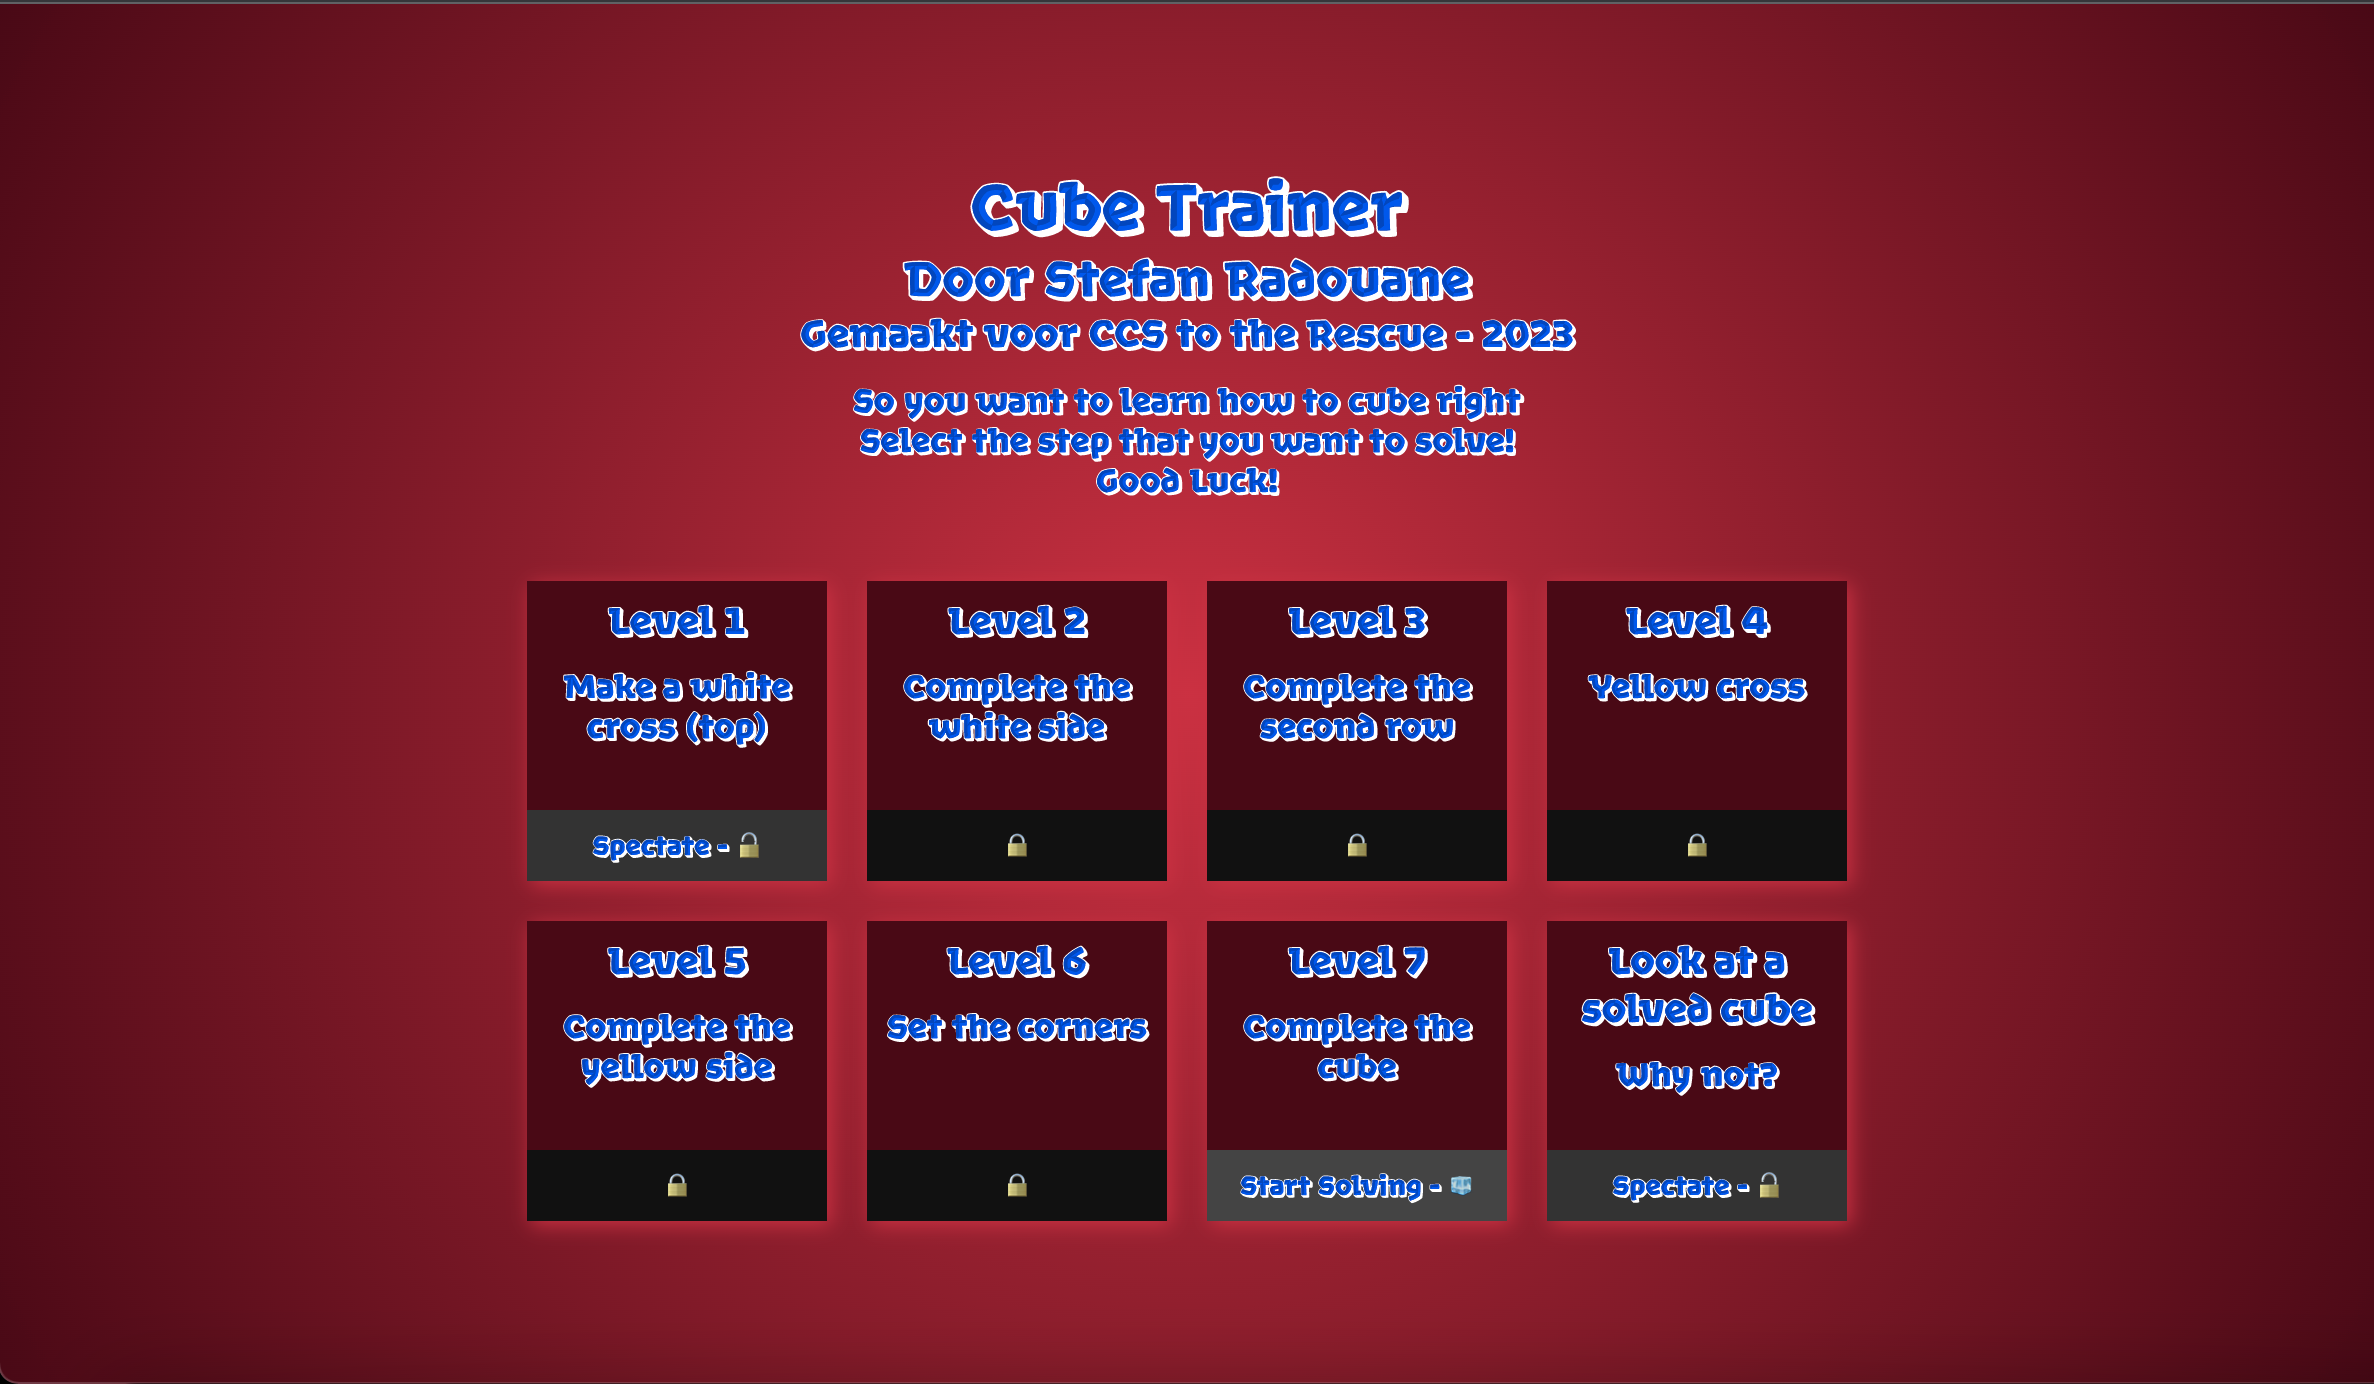 Cube Trainer
Door Stefan Radouane
Gemaakt voor CCS to the Rescue - 2023
So you want to learn how to cube right
Select the step that you want to solve!
Good Luck!
Level 1
Make a white
cross (top)
Spectate - 🔓
Level 2
Complete the
white side
🔒
Level 3
Complete the
second row
🔒
Level 4
Yellow cross
🔒
Level 5
Complete the
yellow side
🔒
Level 6
Set the corners
🔒
Level 7
Complete the
cube
Start Solving - 🧊
Look at a
solved cube
Why not?
Spectate - 🔓